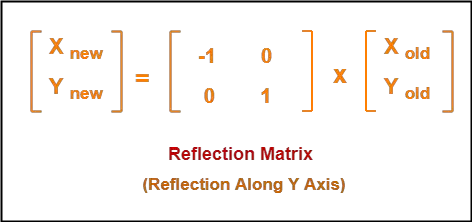 X new = -1 0 x X old
Y new 0 1 Y old
Reflection Matrix
(Reflection Along Y Axis)